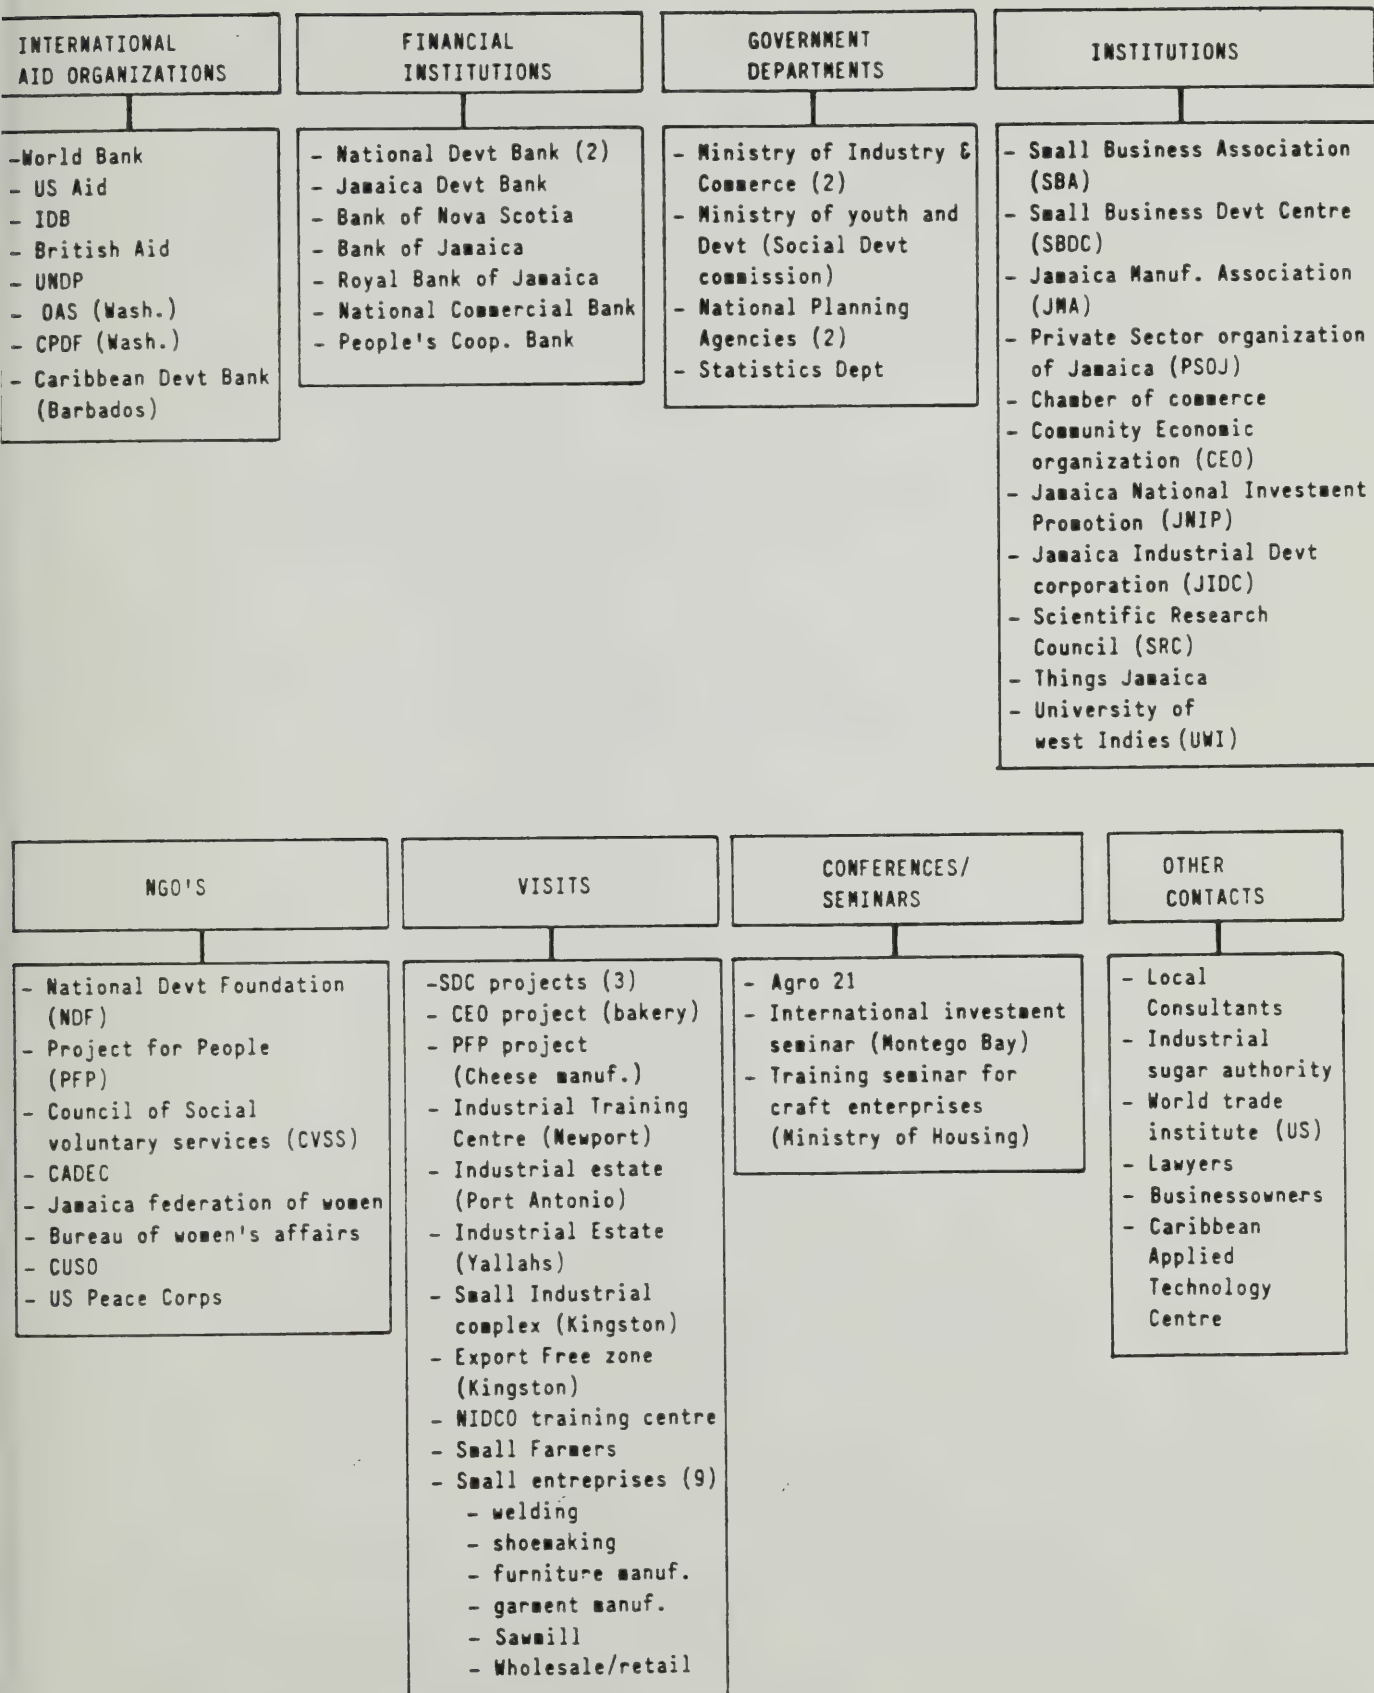 INTERNATIONAL
AID ORGANIZATIONS
-World Bank
- US Aid
- IDB
- British Aid
- UNDP
- OAS (Wash.)
- CPDF (Wash.)
- Caribbean Devt Bank
(Barbados)
FINANCIAL
INSTITUTIONS
- National Devt Bank (2)
- Jamaica Devt Bank
- Bank of Nova Scotia
- Bank of Jamaica
- Royal Bank of Jamaica
- National Commercial Bank
- People's Coop. Bank
GOVERNMENT
DEPARTMENTS
- Ministry of Industry &
Commerce (2)
- Ministry of youth and
Devt (Social Devt
commission)
- National Planning
Agencies (2)
- Statistics Dept
INSTITUTIONS
- Small Business Association
(SBA)
- Small Business Devt Centre
(SBDC)
- Jamaica Manuf. Association
(JMA)
- Private Sector organization
of Jamaica (PSOJ)
- Chamber of commerce
- Community Economic
organization (CEO)
- Jamaica National Investment
Promotion (JNIP)
- Jamaica Industrial Devt
corporation (JIDC)
- Scientific Research
Council (SRC)
- Things Jamaica
- University of
west Indies (UWI)
NGO'S
- National Devt Foundation
(NDF)
- Project for People
(PFP)
- Council of Social
voluntary services (CVSS)
- CADEC
- Jamaica federation of women
- Bureau of women's affairs
- CUSO
- US Peace Corps
VISITS
-SDC projects (3)
- CEO project (bakery)
- PFP project
(Cheese manuf.)
- Industrial Training
Centre (Newport)
- Industrial estate
(Port Antonio)
- Industrial Estate
(Yallahs)
- Small Industrial
complex (Kingston)
- Export Free zone
(Kingston)
- NIDCO training centre
- Small Farmers
- Small entreprises (9)
- welding
- shoemaking
- furniture manuf.
- garment manuf.
- Sawmill
- Wholesale/retail
CONFERENCES/
SEMINARS
- Agro 21
- International investment
seminar (Montego Bay)
- Training seminar for
craft enterprises
(Ministry of Housing)
OTHER
CONTACTS
- Local
Consultants
- Industrial
sugar authority
- World trade
institute (US)
- Lawyers
- Businessowners
- Caribbean
Applied
Technology
Centre